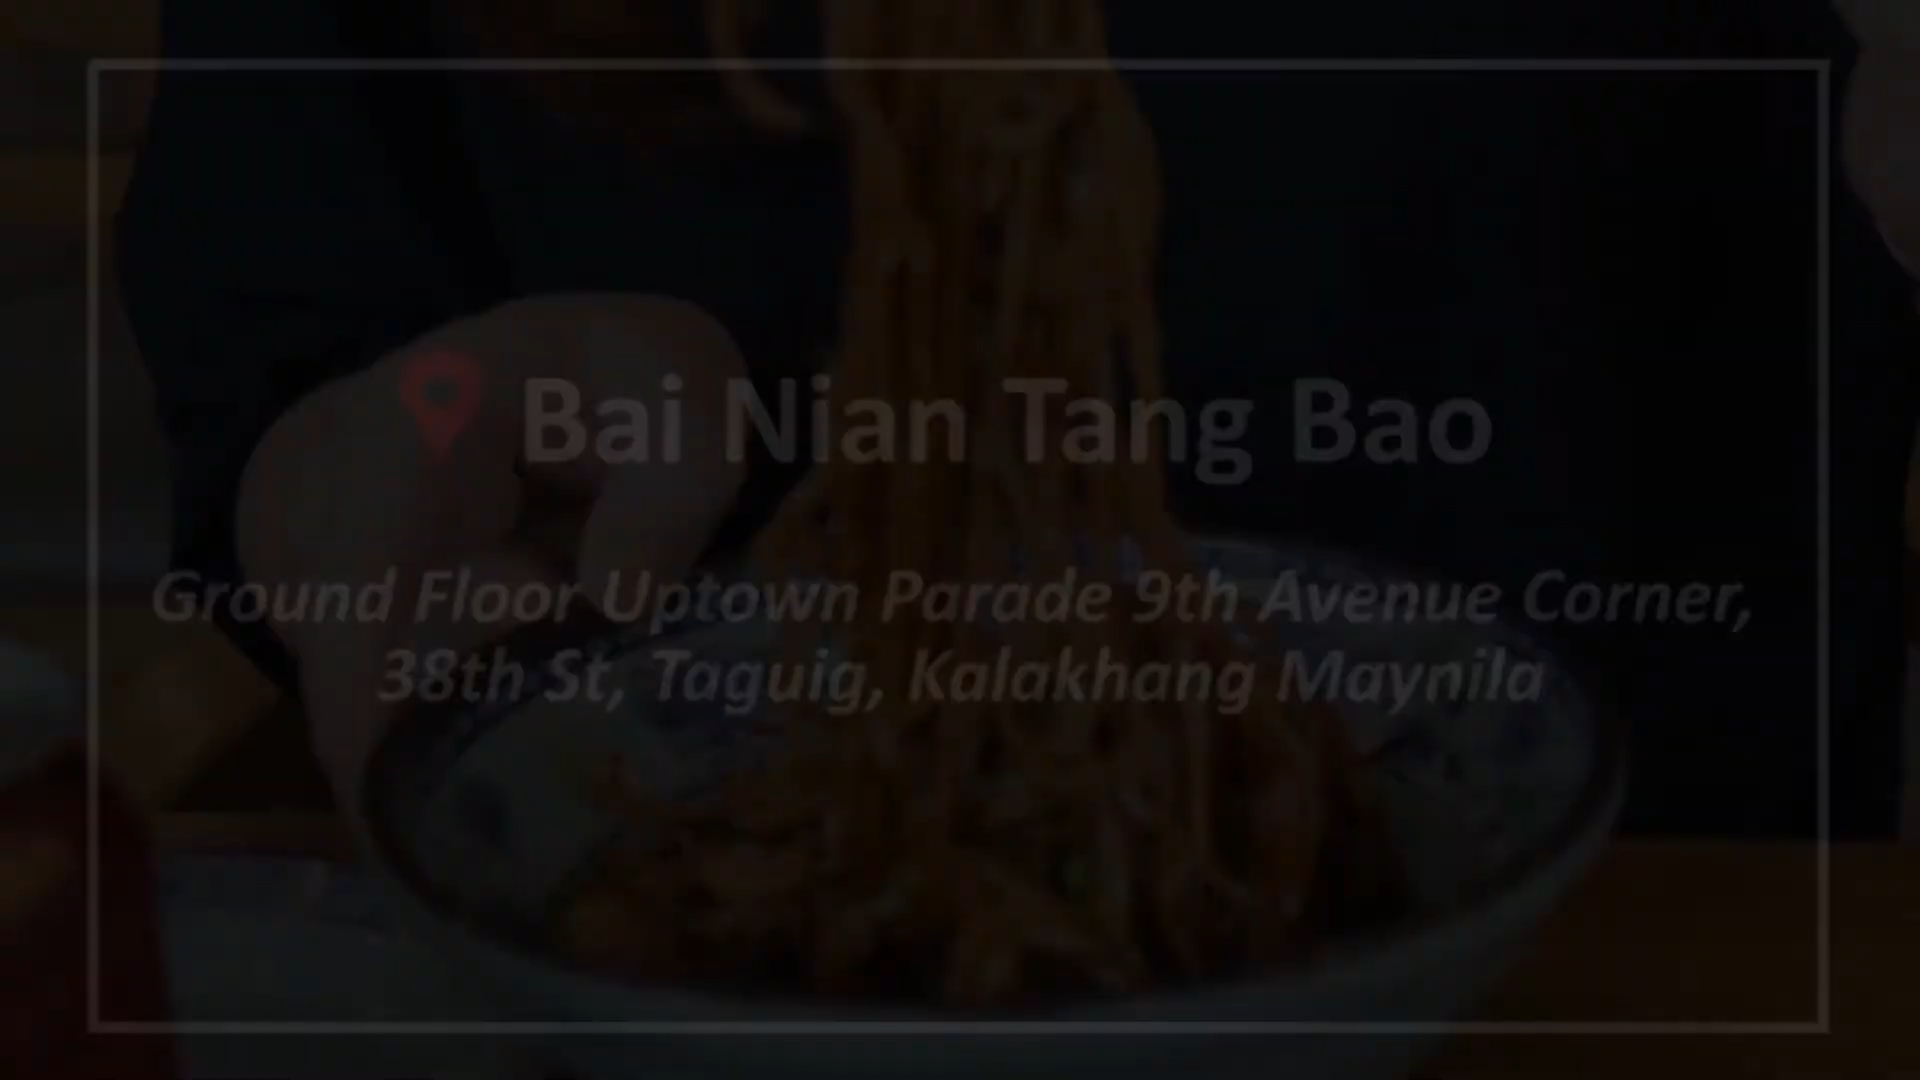 Bai Nian Tang Bao
Ground Floor Uptown Parade 9th Avenue Corner,
38th St, Taguig, Kalakhang Maynila